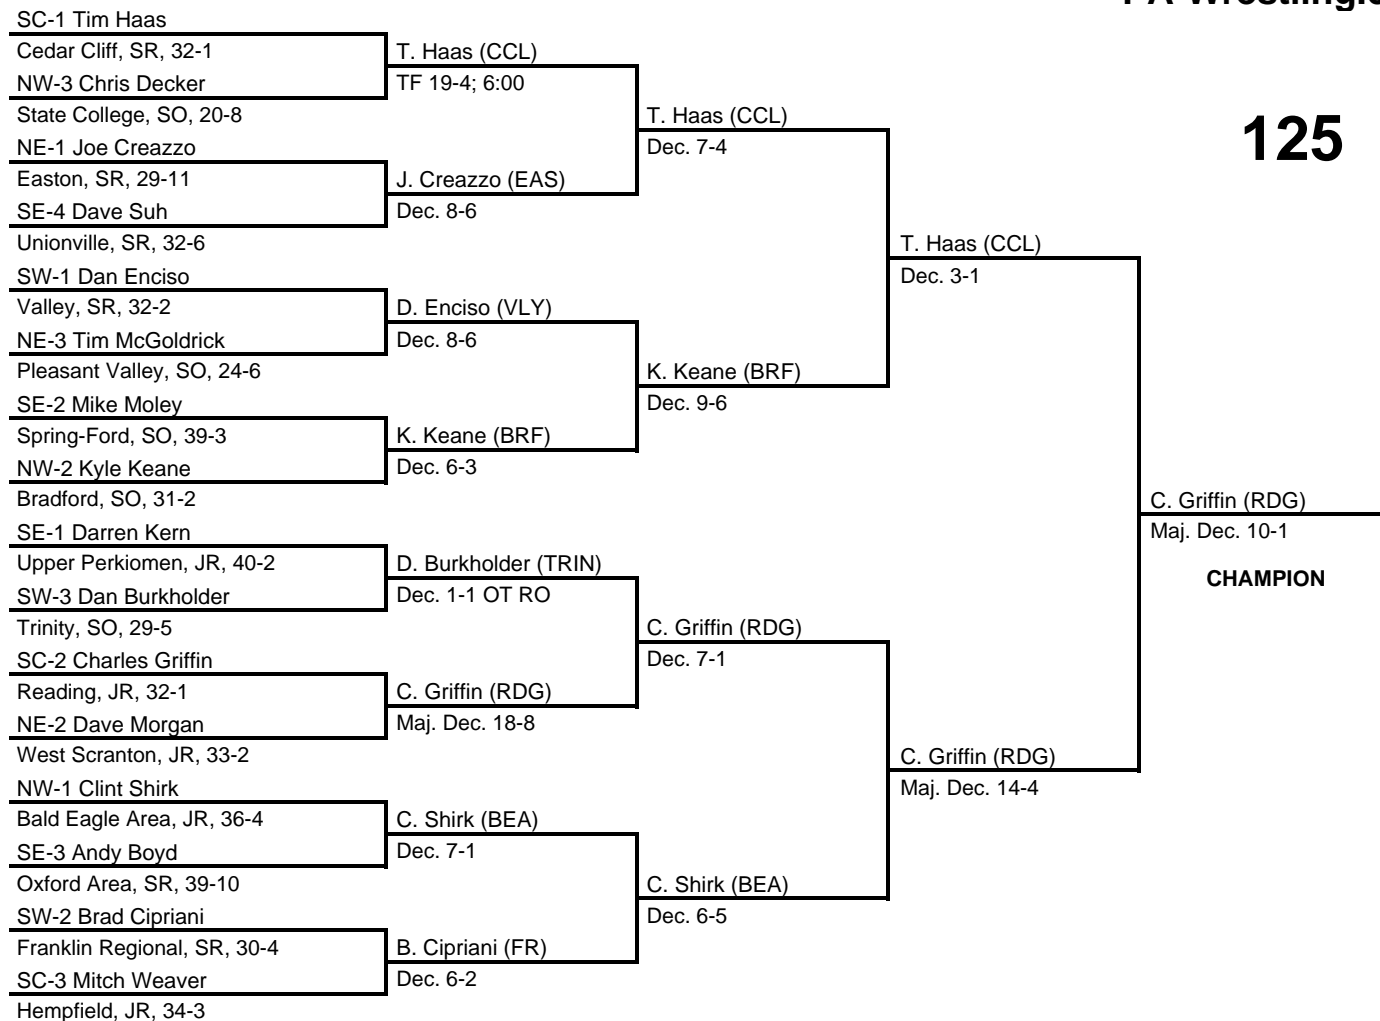 SC-1 Tim Haas
Cedar Cliff, SR, 32-1
NW-3 Chris Decker
State College, SO, 20-8
NE-1 Joe Creazzo
Easton, SR, 29-11
SE-4 Dave Suh
Unionville, SR, 32-6
SW-1 Dan Enciso
Valley, SR, 32-2
NE-3 Tim McGoldrick
Pleasant Valley, SO, 24-6
SE-2 Mike Moley
Spring-Ford, SO, 39-3
NW-2 Kyle Keane
Bradford, SO, 31-2
SE-1 Darren Kern
Upper Perkiomen, JR, 40-2
SW-3 Dan Burkholder
Trinity, SO, 29-5
SC-2 Charles Griffin
Reading, JR, 32-1
NE-2 Dave Morgan
West Scranton, JR, 33-2
NW-1 Clint Shirk
Bald Eagle Area, JR, 36-4
SE-3 Andy Boyd
Oxford Area, SR, 39-10
SW-2 Brad Cipriani
Franklin Regional, SR, 30-4
SC-3 Mitch Weaver
Hempfield, JR, 34-3
T. Haas (CCL)
TF 19-4; 6:00
J. Creazzo (EAS)
Dec. 8-6
D. Enciso (VLY)
Dec. 8-6
K. Keane (BRF)
Dec. 6-3
D. Burkholder (TRIN)
Dec. 1-1 OT RO
C. Griffin (RDG)
Maj. Dec. 18-8
C. Shirk (BEA)
Dec. 7-1
B. Cipriani (FR)
Dec. 6-2
T. Haas (CCL)
Dec. 7-4
K. Keane (BRF)
Dec. 9-6
C. Griffin (RDG)
Dec. 7-1
C. Shirk (BEA)
Dec. 6-5
T. Haas (CCL)
Dec. 3-1
C. Griffin (RDG)
Maj. Dec. 14-4
125
C. Griffin (RDG)
Maj. Dec. 10-1
CHAMPION